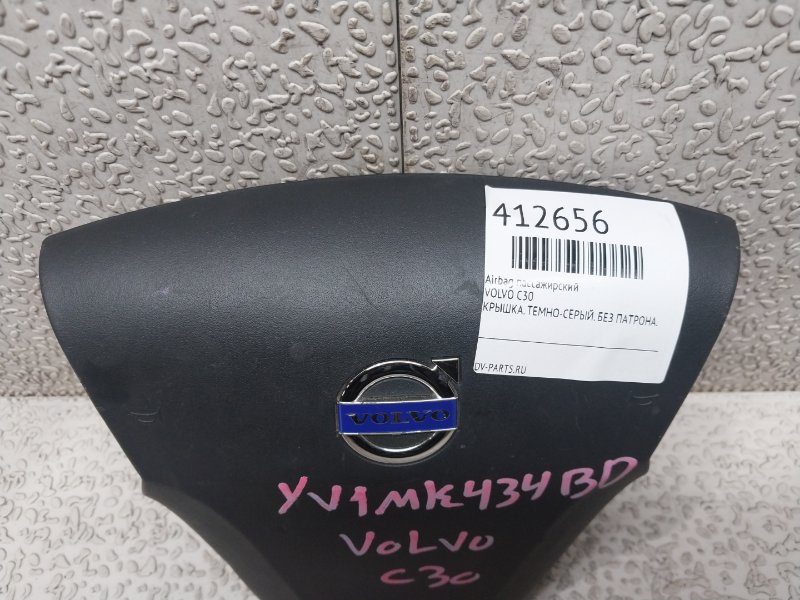 412656
Airbag пассажирский
VOLVO C30
КРЫШКА. ТЕМНО-СЕРЫЙ. БЕЗ ПАТРОНА.
DV-PARTS.RU
VOLVO
YV1MK434BD
VOLVO
C30